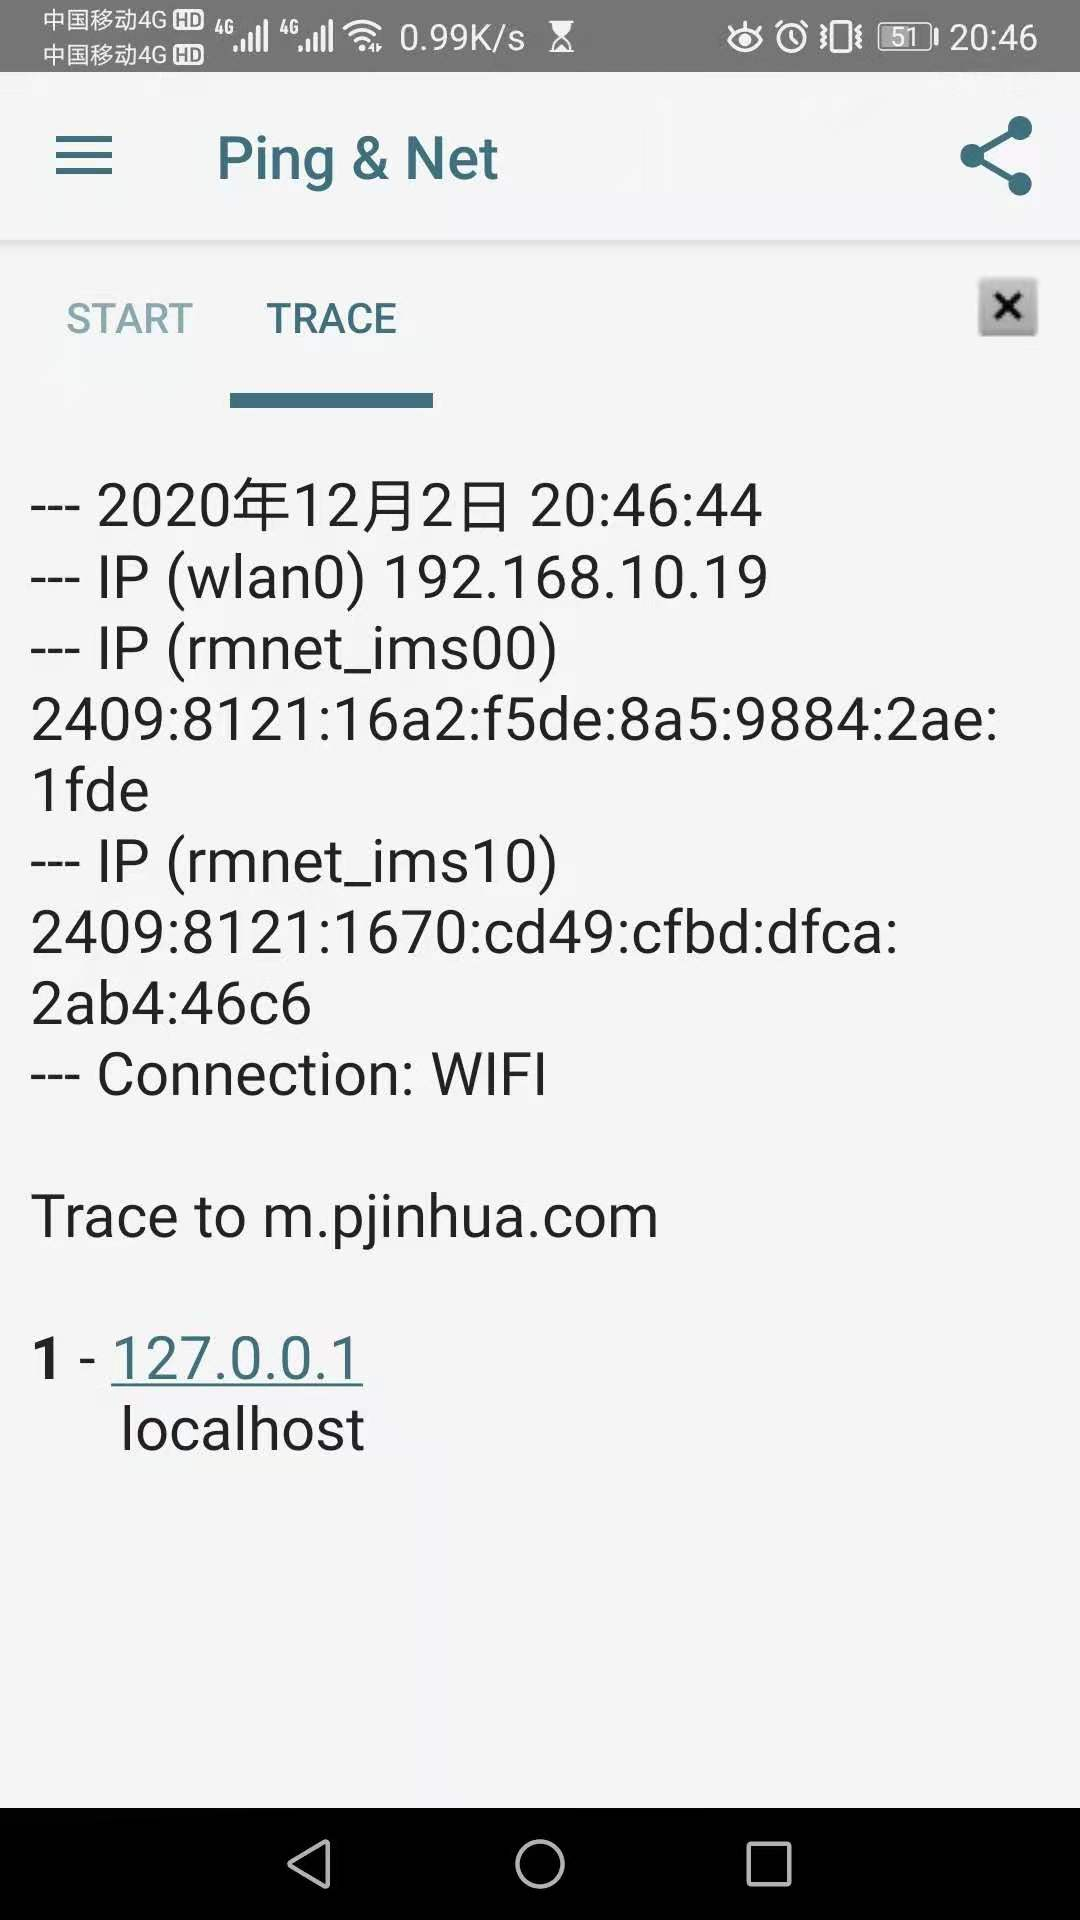 中国移动4G HD
中国移动4G HD
4G 4G 0.99K/s 51 20:46
Ping & Net
START TRACE
--- 2020年12月2日 20:46:44
--- IP (wlan0) 192.168.10.19
--- IP (rmnet_ims00)
2409:8121:16a2:f5de:8a5:9884:2ae:
1fde
--- IP (rmnet_ims10)
2409:8121:1670:cd49:cfbd:dfca:
2ab4:46c6
--- Connection: WIFI
Trace to m.pjinhua.com
1 - 127.0.0.1
localhost